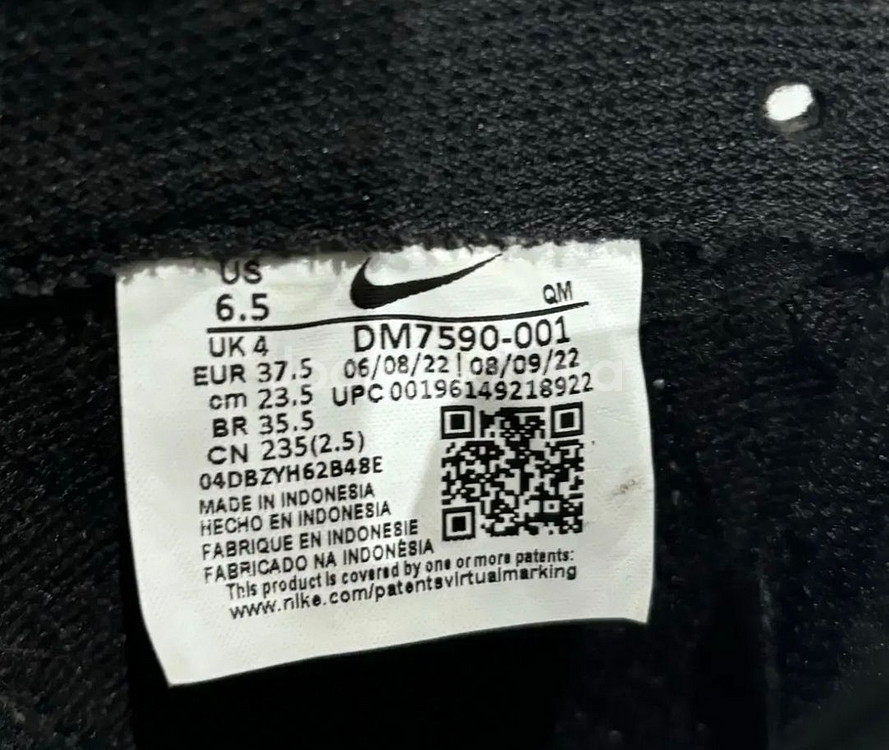 US
6.5
QM
UK 4
EUR 37.5
cm 23.5
BR 35.5
CN 235(2.5)
DM7590-001
06/08/22 | 08/09/22
UPC 00196149218922
04DBZYH62B48E
MADE IN INDONESIA
HECHO EN INDONESIA
FABRIQUE EN INDONESIE
FABRICADO NA INDONÉSIA
This product is covered by one or more patents:
www.nike.com/patentsvirtualmarking